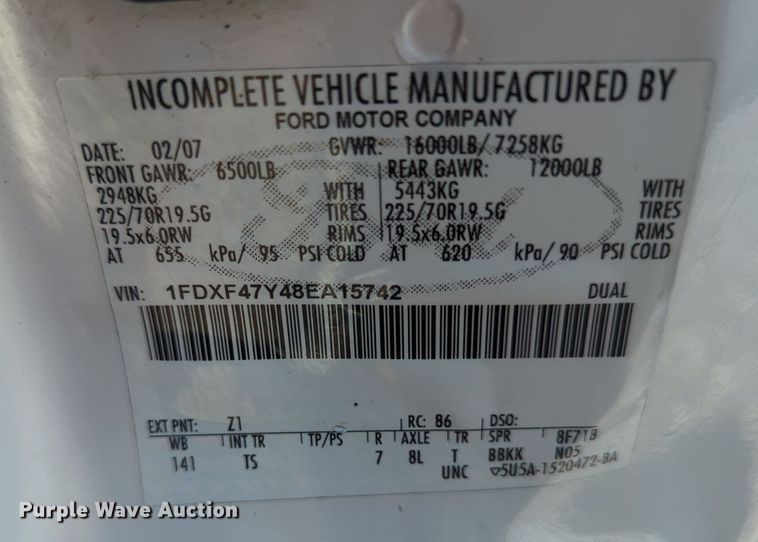 INCOMPLETE VEHICLE MANUFACTURED BY
FORD MOTOR COMPANY
DATE: 02/07 GVWR: 16000LB/ 7258KG
FRONT GAWR: 6500LB REAR GAWR: 12000LB
2948KG WITH 5443KG WITH
225/70R19.5G TIRES 225/70R19.5G TIRES
19.5x6.0RW RIMS 19.5x6.0RW RIMS
AT 655 kPa/ 95 PSI COLD AT 620 kPa/ 90 PSI COLD
VIN: 1FDXF47Y48EA15742 DUAL
EXT PNT: Z1 RC: 86 DSO:
WB INT TR TP/PS R AXLE TR SPR 8F718
141 TS 7 8L T BBKK N05
UNC 5U5A-1520472-BA
Purple Wave Auction